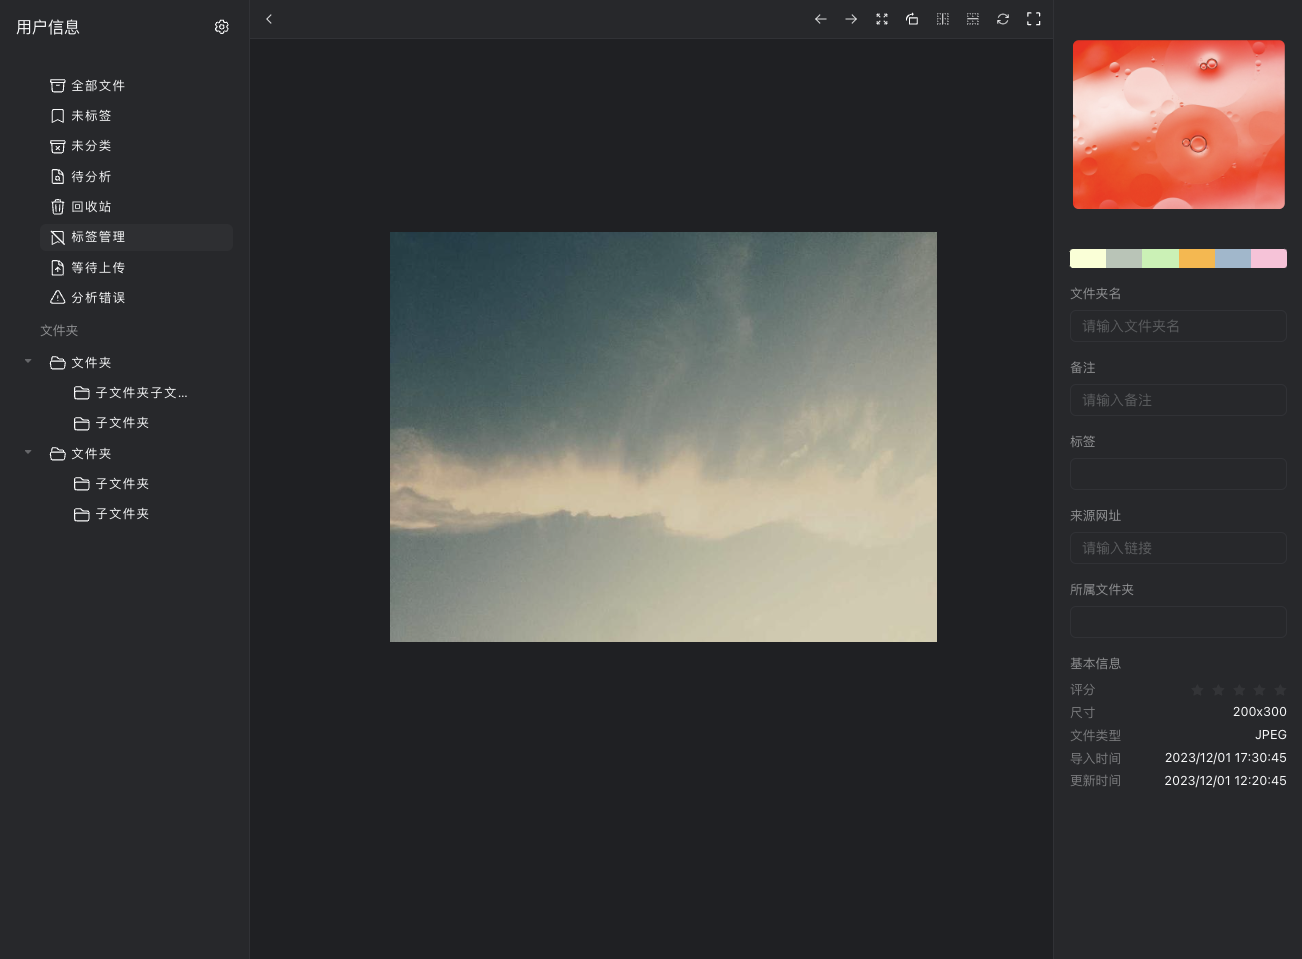 用户信息
全部文件
未标签
未分类
待分析
回收站
标签管理
等待上传
分析错误
文件夹
文件夹
子文件夹子文...
子文件夹
文件夹
子文件夹
子文件夹
文件夹名
请输入文件夹名
备注
请输入备注
标签
来源网址
请输入链接
所属文件夹
基本信息
评分
尺寸 200x300
文件类型 JPEG
导入时间 2023/12/01 17:30:45
更新时间 2023/12/01 12:20:45